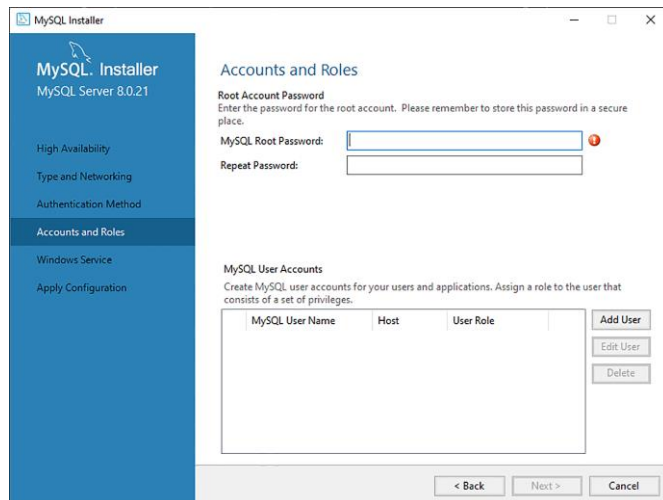 MySQL Installer
MySQL. Installer
MySQL Server 8.0.21
High Availability
Type and Networking
Authentication Method
Accounts and Roles
Windows Service
Apply Configuration
Accounts and Roles
Root Account Password
Enter the password for the root account. Please remember to store this password in a secure
place.
MySQL Root Password:
Repeat Password:
MySQL User Accounts
Create MySQL user accounts for your users and applications. Assign a role to the user that
consists of a set of privileges.
MySQL User Name Host User Role
Add User
Edit User
Delete
< Back Next > Cancel